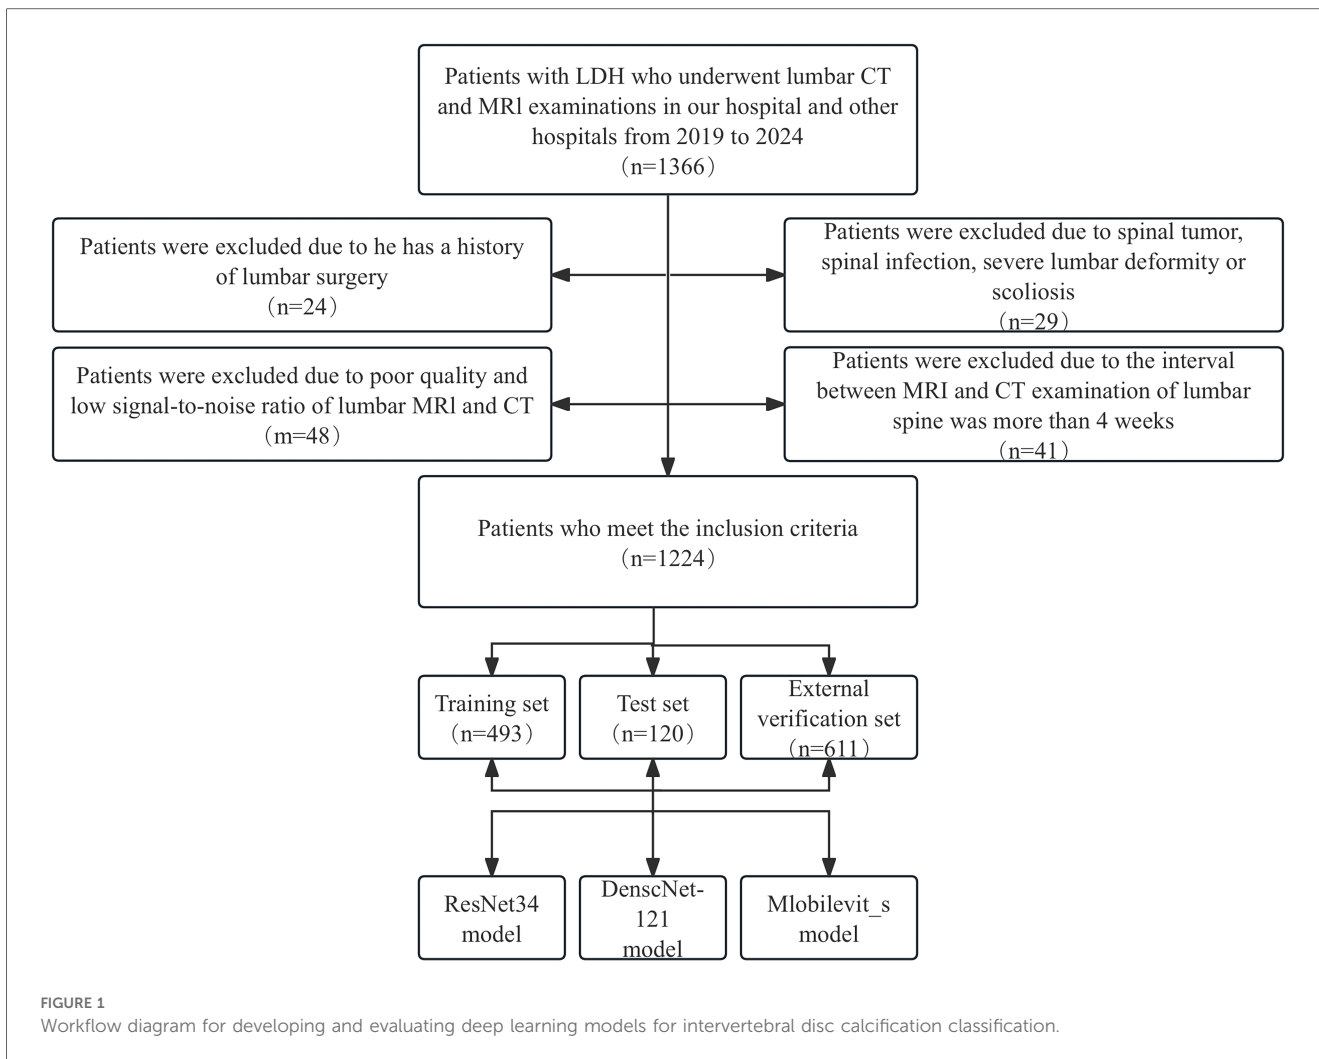 Patients with LDH who underwent lumbar CT
and MRl examinations in our hospital and other
hospitals from 2019 to 2024
（n=1366）
Patients were excluded due to he has a history
of lumbar surgery
（n=24）
Patients were excluded due to spinal tumor,
spinal infection, severe lumbar deformity or
scoliosis
（n=29）
Patients were excluded due to poor quality and
low signal-to-noise ratio of lumbar MRl and CT
（m=48）
Patients were excluded due to the interval
between MRI and CT examination of lumbar
spine was more than 4 weeks
（n=41）
Patients who meet the inclusion criteria
（n=1224）
Training set
（n=493）
Test set
（n=120）
External
verification set
（n=611）
ResNet34
model
DenscNet-
121
model
Mlobilevit_s
model
FIGURE 1
Workflow diagram for developing and evaluating deep learning models for intervertebral disc calcification classification.